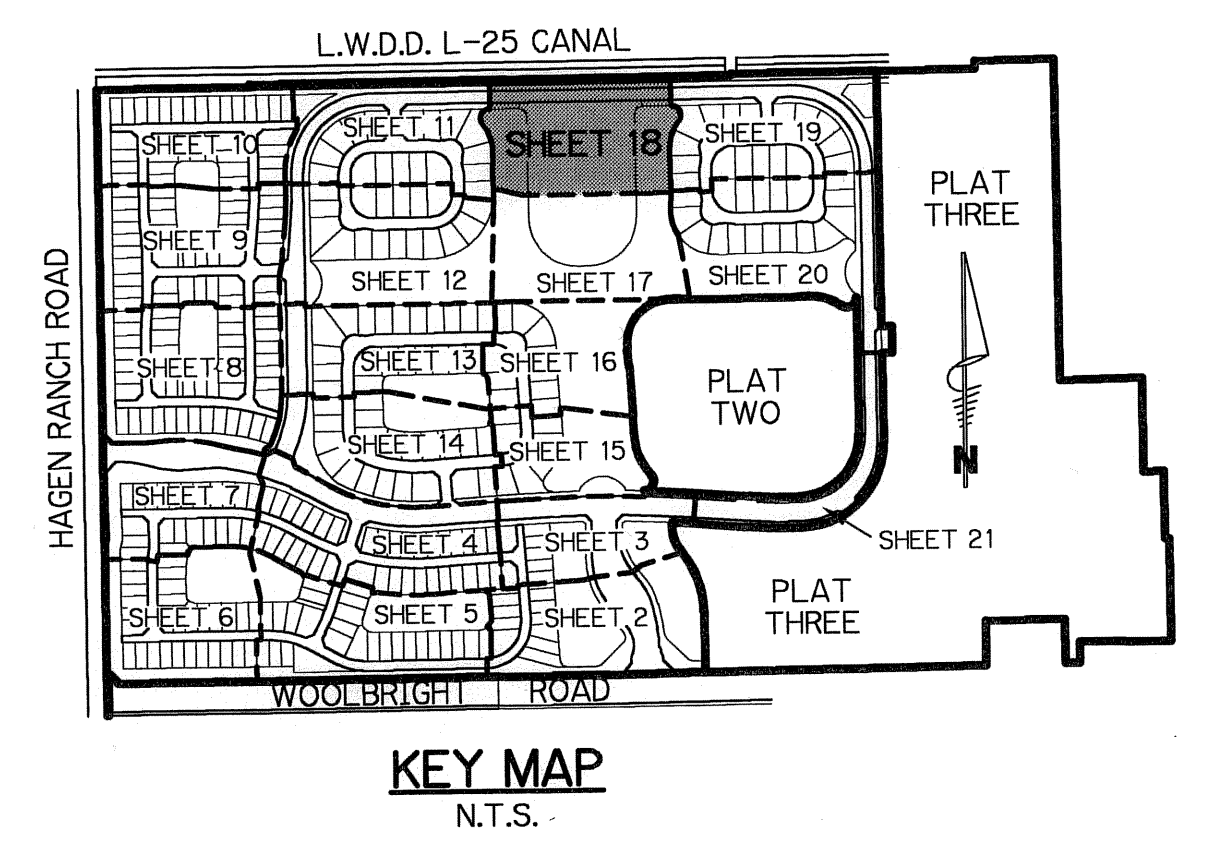 L.W.D.D. L-25 CANAL
SHEET 10
SHEET 11
SHEET 18
SHEET 19
PLAT
THREE
HAGEN RANCH ROAD
SHEET 9
SHEET 12
SHEET 17
SHEET 20
SHEET 8
SHEET 13
SHEET 16
PLAT
TWO
SHEET 14
SHEET 15
N
SHEET 7
SHEET 4
SHEET 3
SHEET 21
SHEET 6
SHEET 5
SHEET 2
PLAT
THREE
WOOLBRIGHT ROAD
KEY MAP
N.T.S.